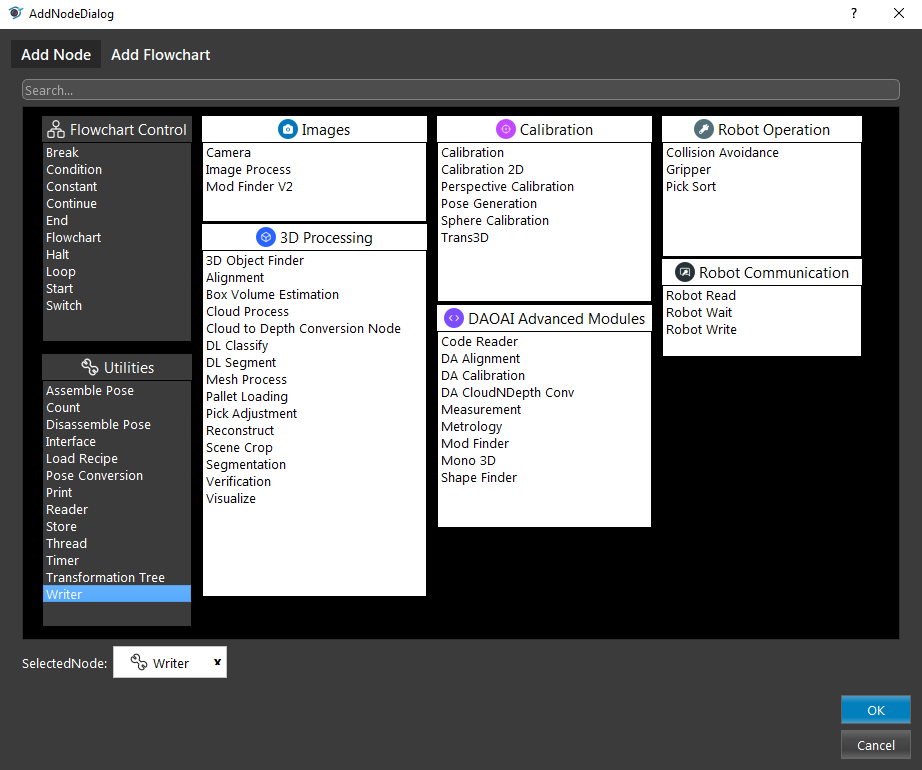 AddNodeDialog
?
Add Node
Add Flowchart
Search...
Flowchart Control
Break
Condition
Constant
Continue
End
Flowchart
Halt
Loop
Start
Switch
Utilities
Assemble Pose
Count
Disassemble Pose
Interface
Load Recipe
Pose Conversion
Print
Reader
Store
Thread
Timer
Transformation Tree
Writer
Images
Camera
Image Process
Mod Finder V2
3D Processing
3D Object Finder
Alignment
Box Volume Estimation
Cloud Process
Cloud to Depth Conversion Node
DL Classify
DL Segment
Mesh Process
Pallet Loading
Pick Adjustment
Reconstruct
Scene Crop
Segmentation
Verification
Visualize
Calibration
Calibration
Calibration 2D
Perspective Calibration
Pose Generation
Sphere Calibration
Trans3D
DAOAI Advanced Modules
Code Reader
DA Alignment
DA Calibration
DA CloudNDepth Conv
Measurement
Metrology
Mod Finder
Mono 3D
Shape Finder
Robot Operation
Collision Avoidance
Gripper
Pick Sort
Robot Communication
Robot Read
Robot Wait
Robot Write
SelectedNode:
Writer
x
OK
Cancel